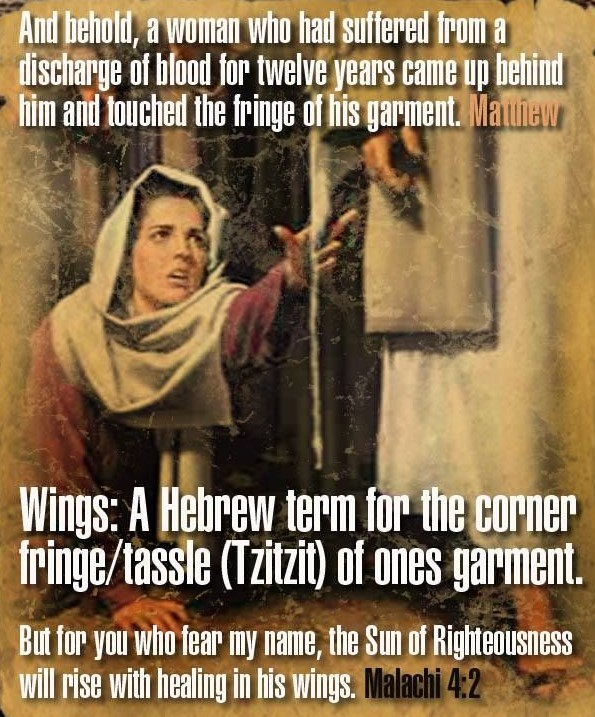 And behold, a woman who had suffered from a
discharge of blood for twelve years came up behind
him and touched the fringe of his garment. Matthew
Wings: A Hebrew term for the corner
fringe/tassle (Tzitzit) of ones garment.
But for you who fear my name, the Sun of Righteousness
will rise with healing in his wings. Malachi 4:2